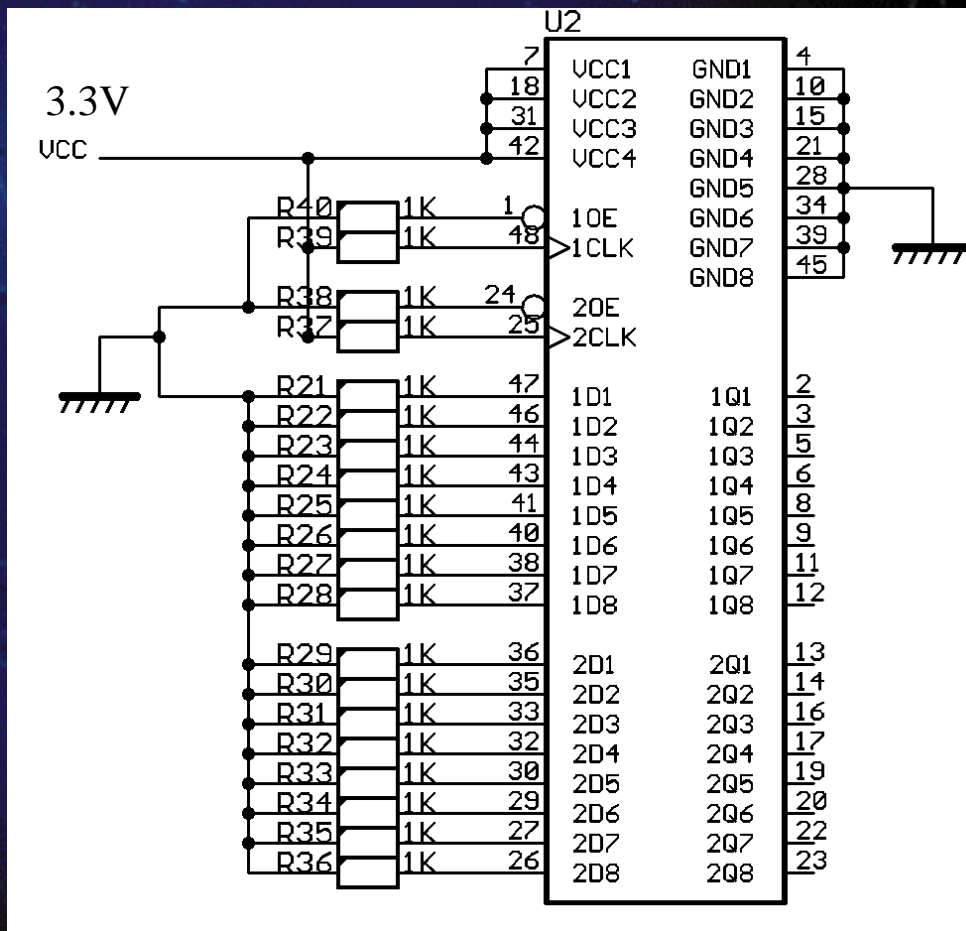 U2
7 VCC1 GND1 4
18 VCC2 GND2 10
3.3V
31 VCC3 GND3 15
VCC 42 VCC4 GND4 21
GND5 28
R40 1K 1 1OE GND6 34
R39 1K 48 1CLK GND7 39
GND8 45
R38 1K 24 2OE
R37 1K 25 2CLK
R21 1K 47 1D1 1Q1 2
R22 1K 46 1D2 1Q2 3
R23 1K 44 1D3 1Q3 5
R24 1K 43 1D4 1Q4 6
R25 1K 41 1D5 1Q5 8
R26 1K 40 1D6 1Q6 9
R27 1K 38 1D7 1Q7 11
R28 1K 37 1D8 1Q8 12
R29 1K 36 2D1 2Q1 13
R30 1K 35 2D2 2Q2 14
R31 1K 33 2D3 2Q3 16
R32 1K 32 2D4 2Q4 17
R33 1K 30 2D5 2Q5 19
R34 1K 29 2D6 2Q6 20
R35 1K 27 2D7 2Q7 22
R36 1K 26 2D8 2Q8 23